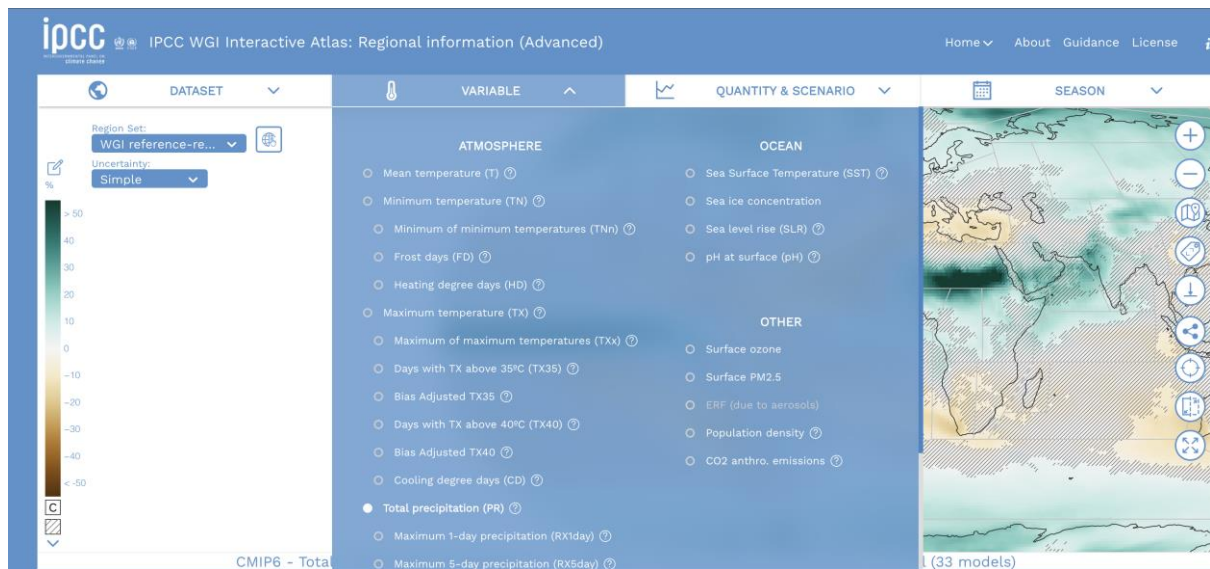 ipcc
INTERGOVERNMENTAL PANEL ON
climate change
IPCC WGI Interactive Atlas: Regional information (Advanced)
Home About Guidance License
DATASET
VARIABLE
QUANTITY & SCENARIO
SEASON
Region Set:
WGI reference-re...
Uncertainty:
Simple
%
> 50
40
30
20
10
0
-10
-20
-30
-40
< -50
C
ATMOSPHERE
Mean temperature (T) ?
Minimum temperature (TN) ?
Minimum of minimum temperatures (TNn) ?
Frost days (FD) ?
Heating degree days (HD) ?
Maximum temperature (TX) ?
Maximum of maximum temperatures (TXx) ?
Days with TX above 35ºC (TX35) ?
Bias Adjusted TX35 ?
Days with TX above 40ºC (TX40) ?
Bias Adjusted TX40 ?
Cooling degree days (CD) ?
Total precipitation (PR) ?
Maximum 1-day precipitation (RX1day) ?
Maximum 5-day precipitation (RX5day) ?
OCEAN
Sea Surface Temperature (SST) ?
Sea ice concentration
Sea level rise (SLR) ?
pH at surface (pH) ?
OTHER
Surface ozone
Surface PM2.5
ERF (due to aerosols)
Population density ?
CO2 anthro. emissions ?
CMIP6 - Total
l (33 models)